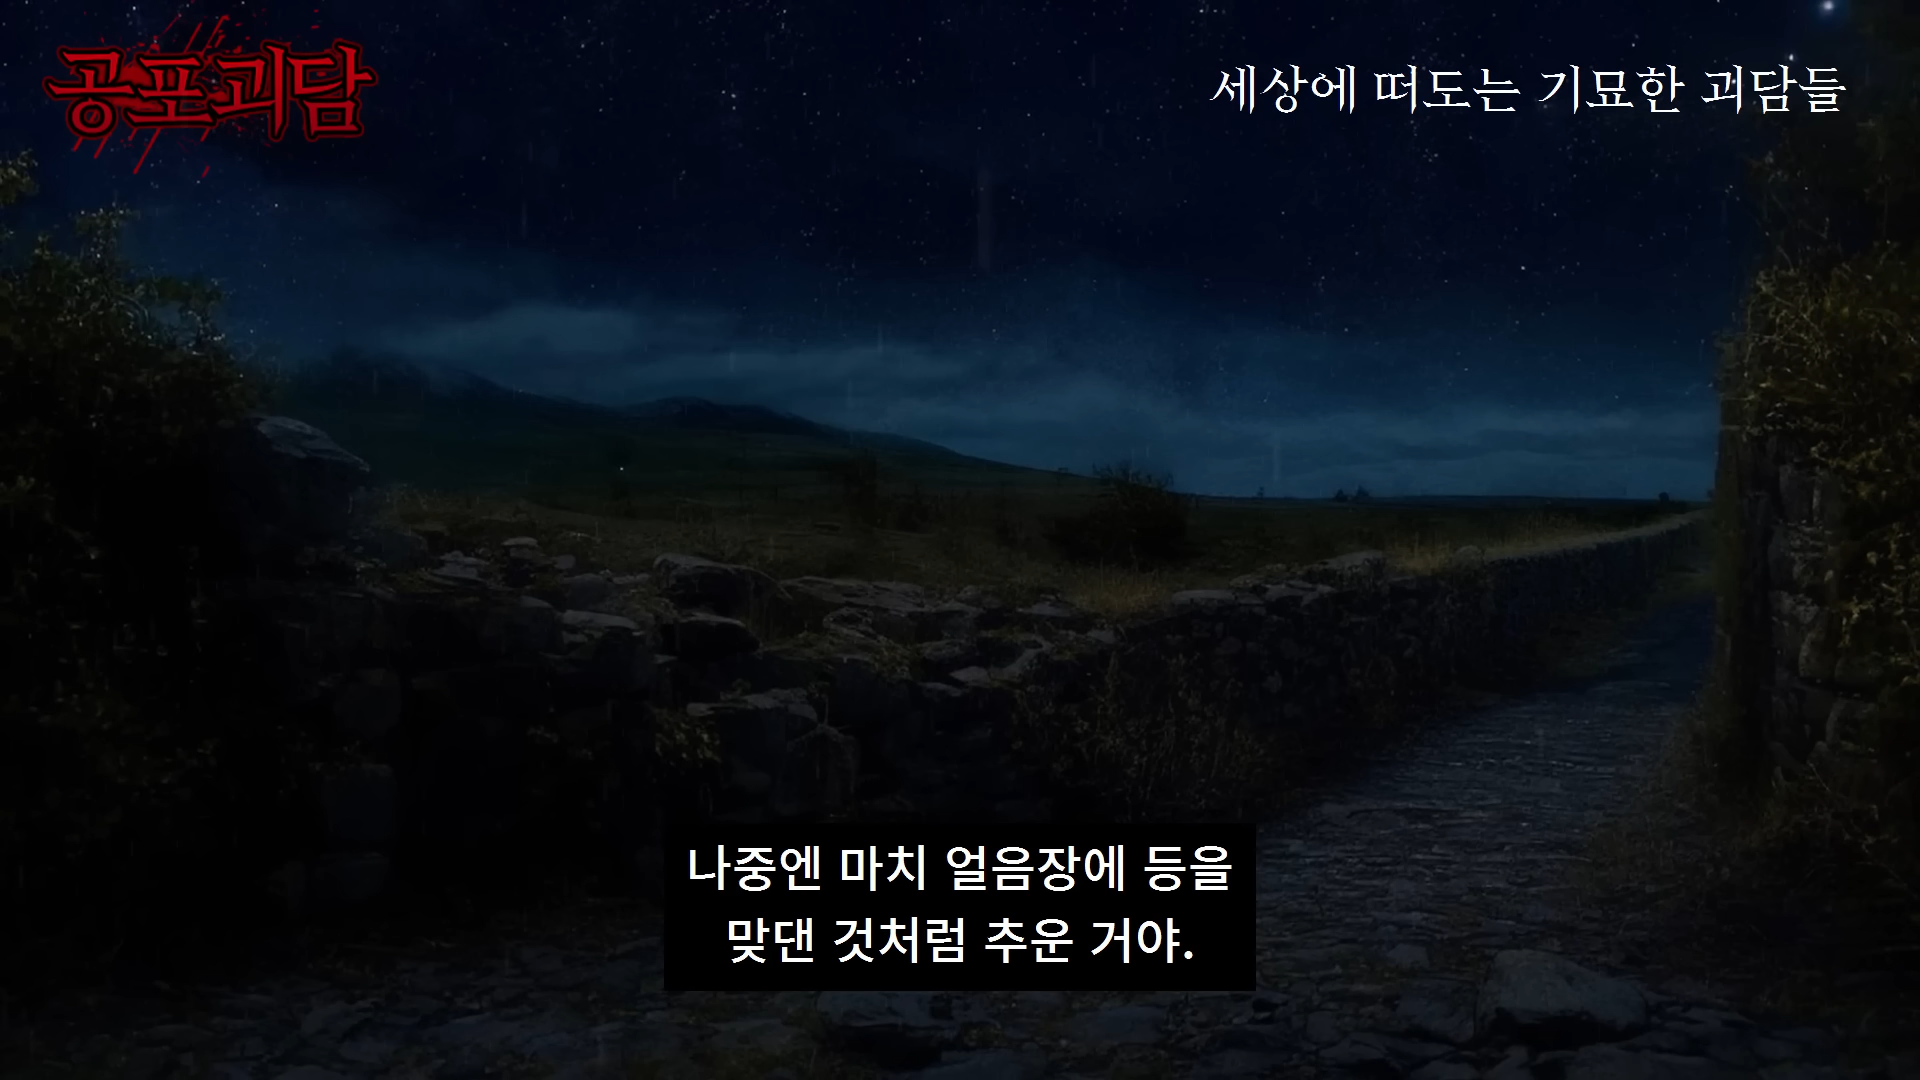 공포괴담
세상에 떠도는 기묘한 괴담들
나중엔 마치 얼음장에 등을
맞댄 것처럼 추운 거야.